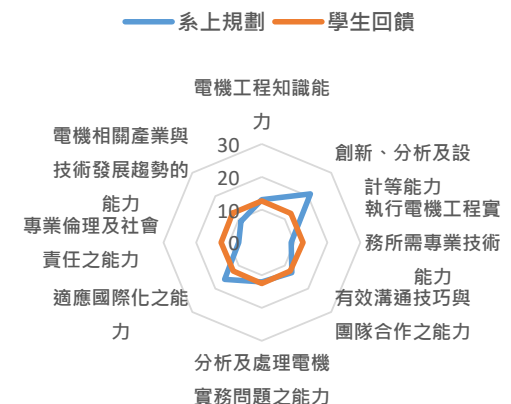 系上規劃 學生回饋
電機工程知識能
力
創新、分析及設
計等能力
執行電機工程實
務所需專業技術
能力
有效溝通技巧與
團隊合作之能力
分析及處理電機
實務問題之能力
適應國際化之能
力
專業倫理及社會
責任之能力
電機相關產業與
技術發展趨勢的
能力
30
20
10
0